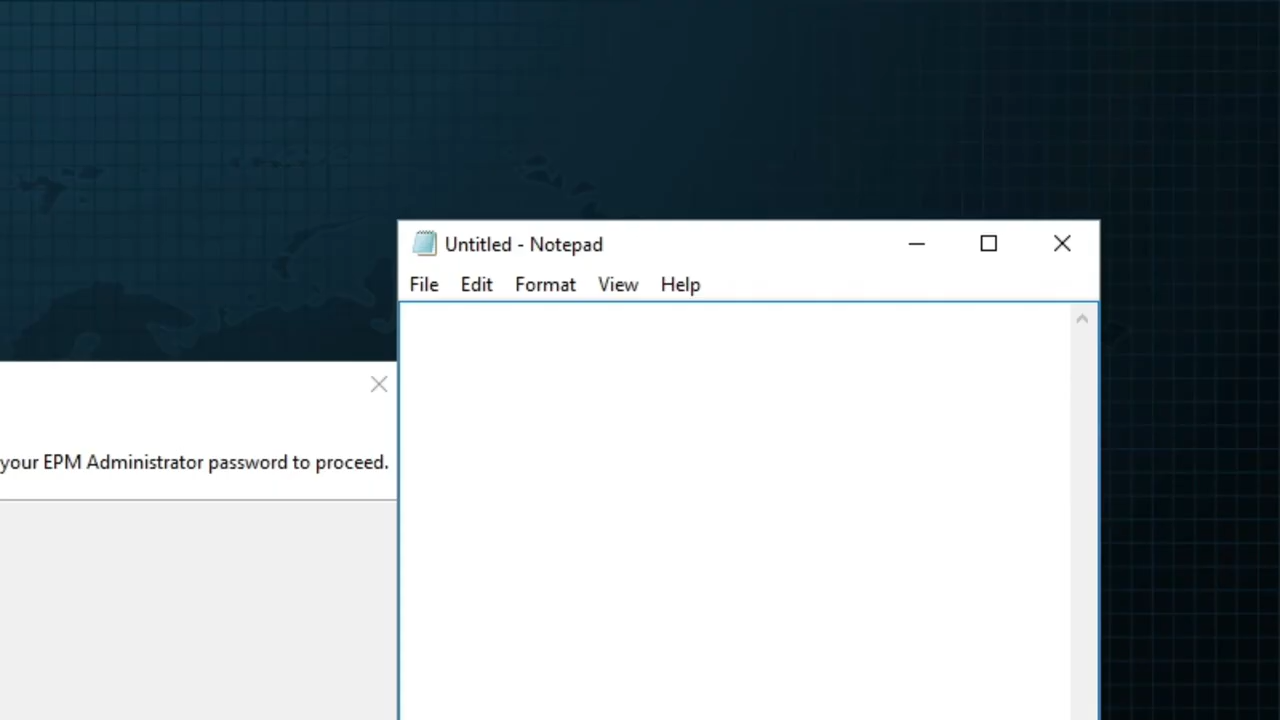 Untitled - Notepad
File Edit Format View Help
your EPM Administrator password to proceed.